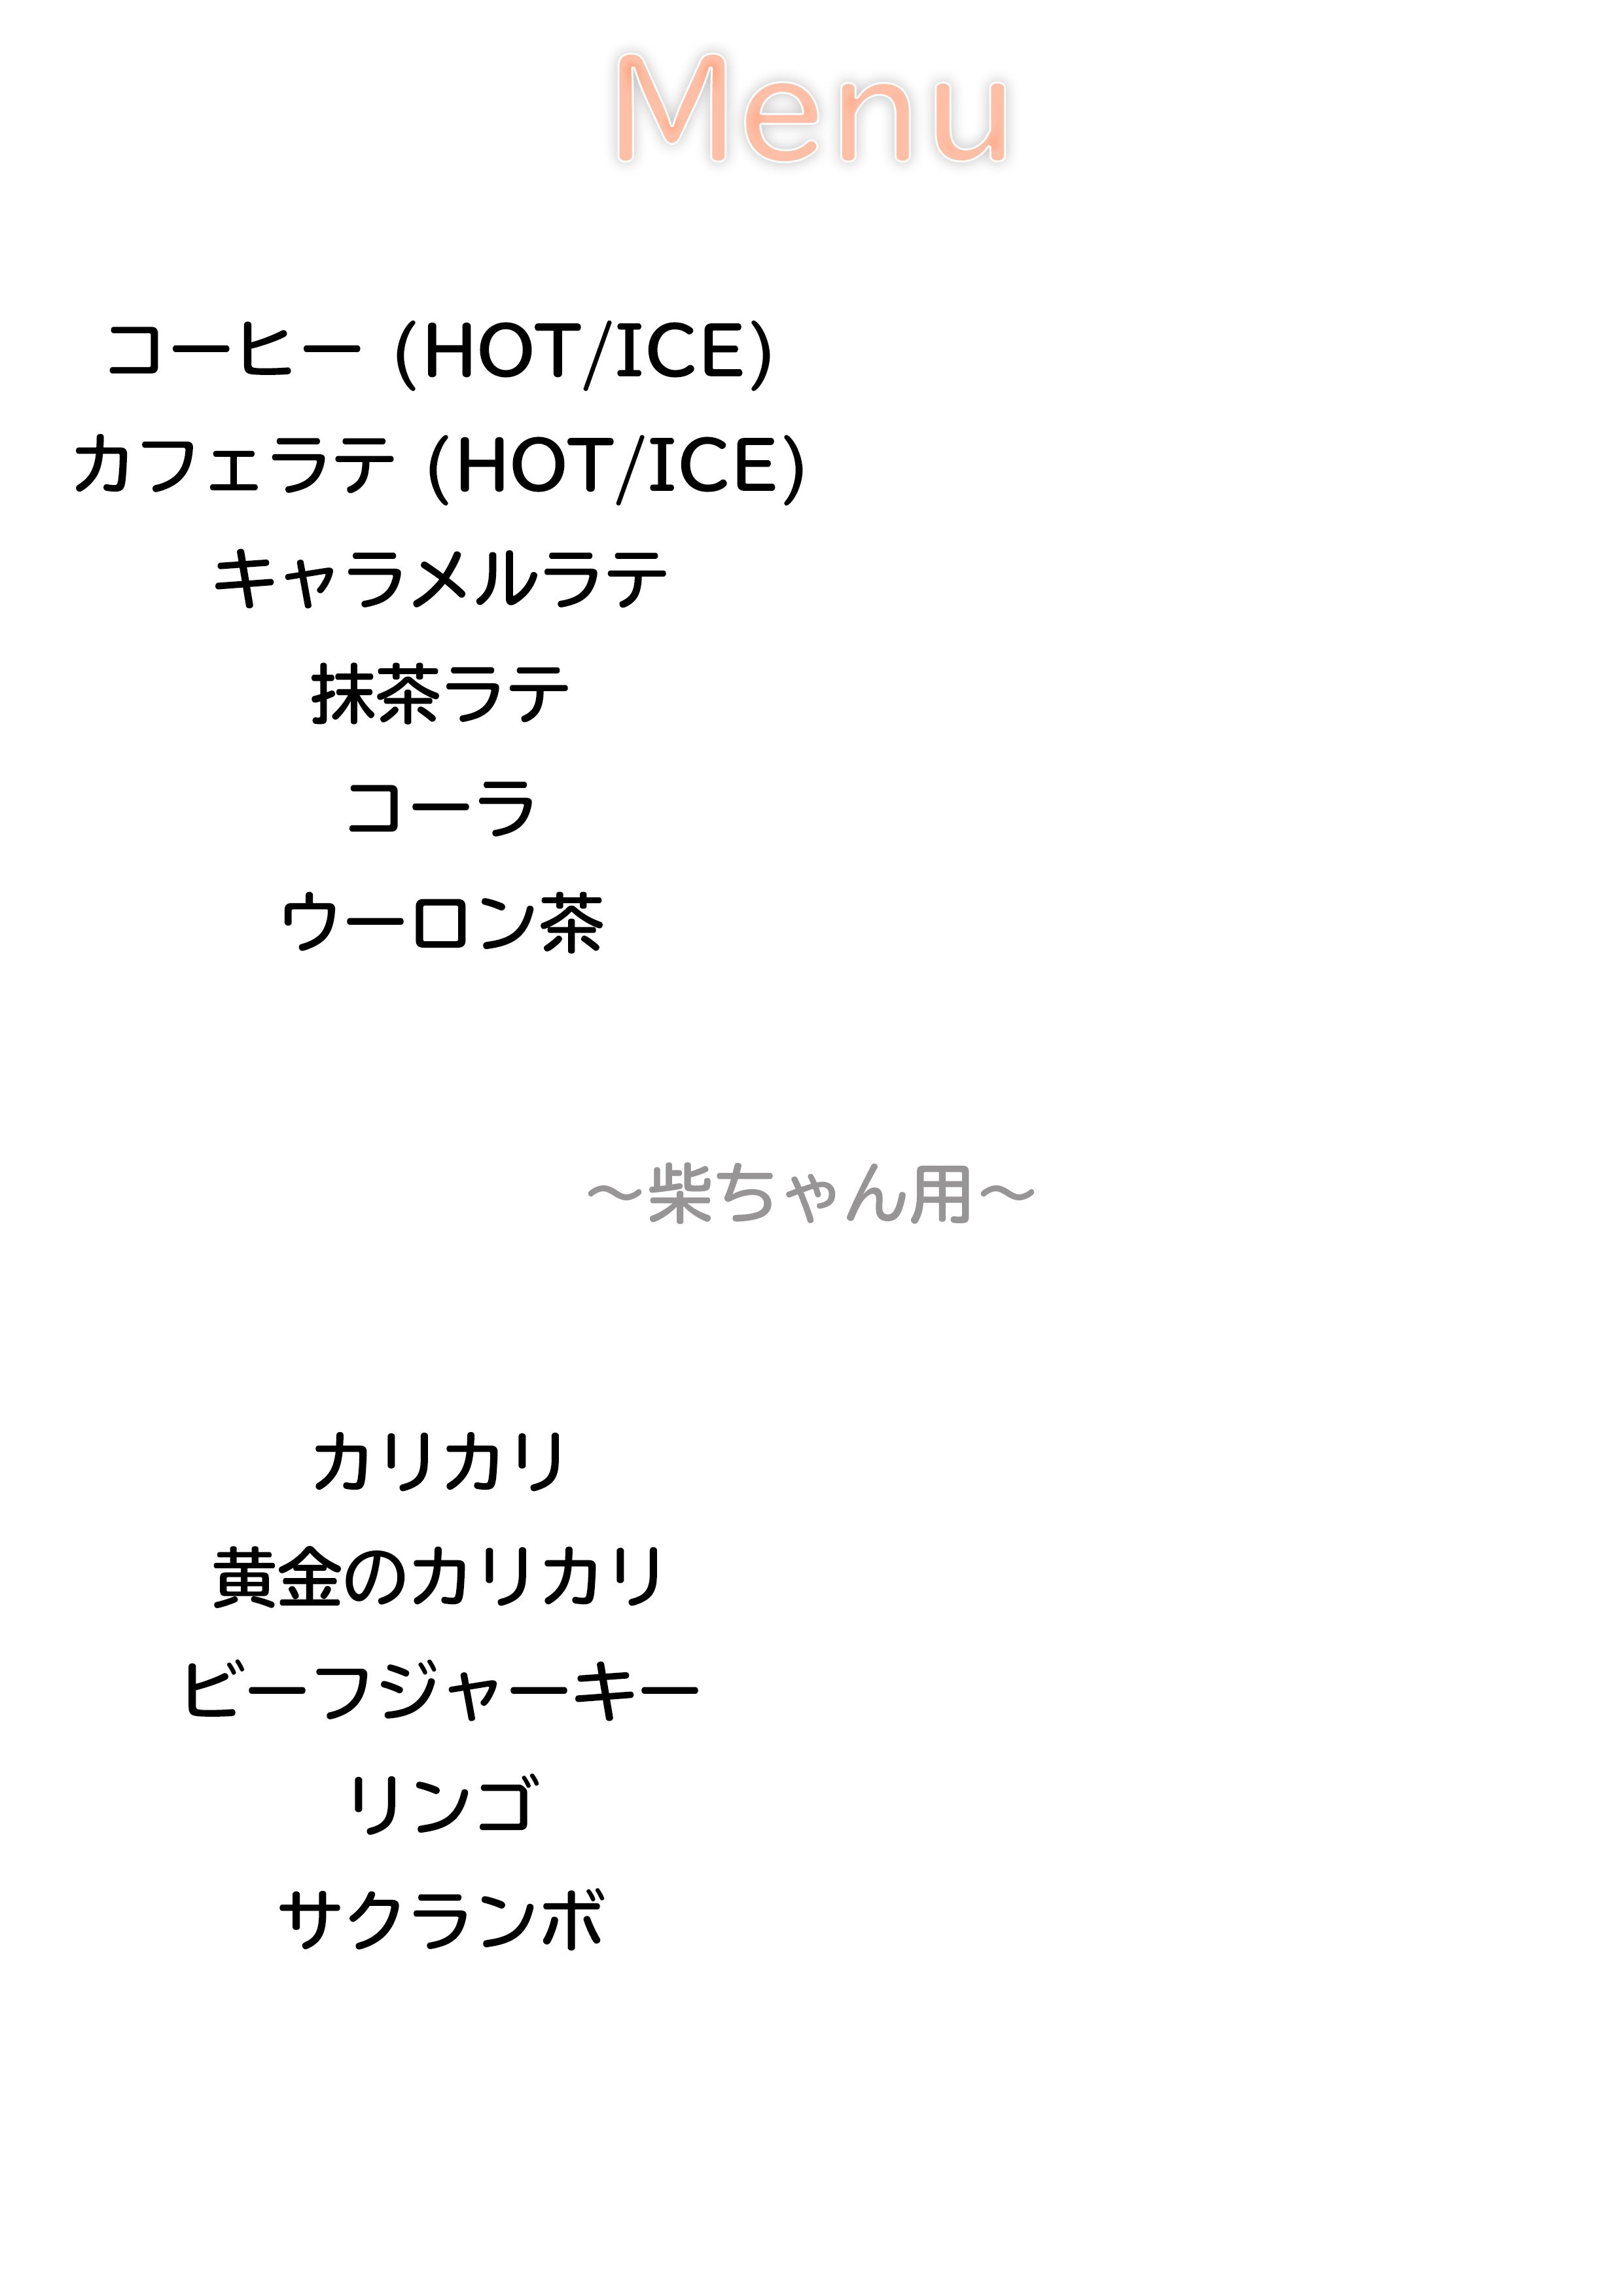 Menu
コーヒー (HOT/ICE)
カフェラテ (HOT/ICE)
キャラメルラテ
抹茶ラテ
コーラ
ウーロン茶
～柴ちゃん用～
カリカリ
黄金のカリカリ
ビーフジャーキー
リンゴ
サクランボ